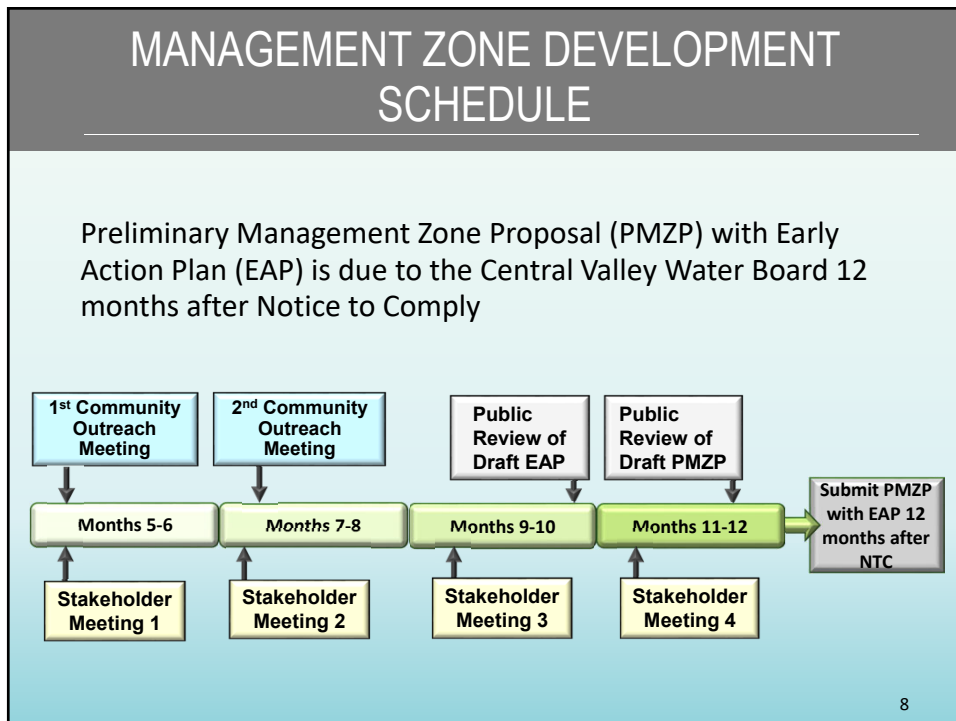 MANAGEMENT ZONE DEVELOPMENT
SCHEDULE
Preliminary Management Zone Proposal (PMZP) with Early
Action Plan (EAP) is due to the Central Valley Water Board 12
months after Notice to Comply
1st Community
Outreach
Meeting
2nd Community
Outreach
Meeting
Public
Review of
Draft EAP
Public
Review of
Draft PMZP
Months 5-6
Months 7-8
Months 9-10
Months 11-12
Submit PMZP
with EAP 12
months after
NTC
Stakeholder
Meeting 1
Stakeholder
Meeting 2
Stakeholder
Meeting 3
Stakeholder
Meeting 4
8